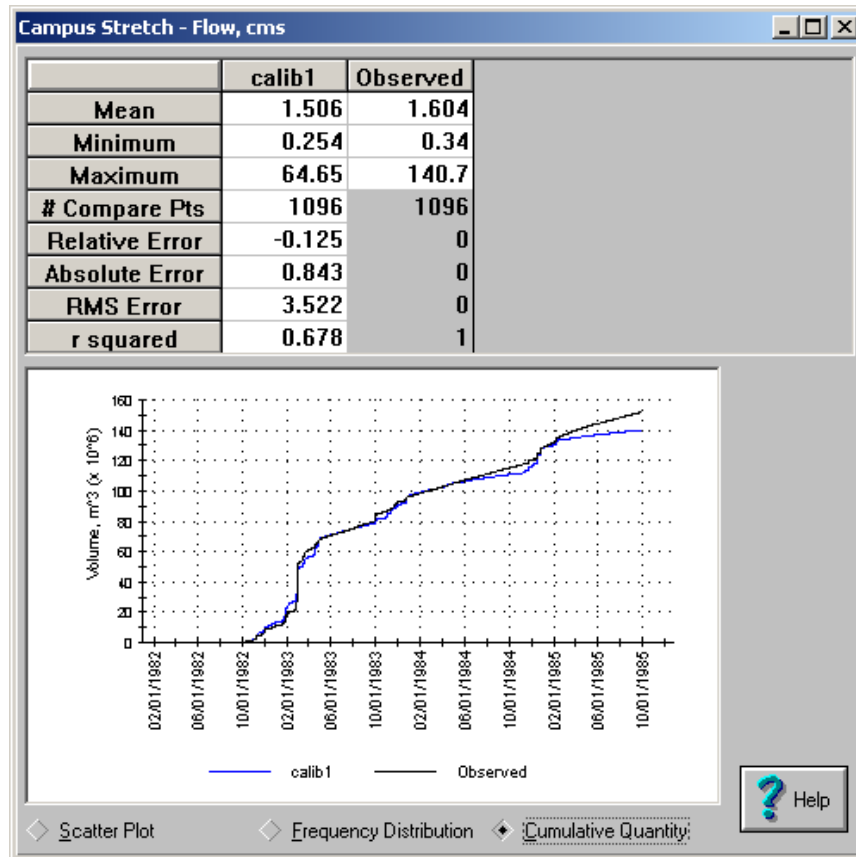 Campus Stretch - Flow, cms
calib1 Observed
Mean 1.506 1.604
Minimum 0.254 0.34
Maximum 64.65 140.7
# Compare Pts 1096 1096
Relative Error -0.125 0
Absolute Error 0.843 0
RMS Error 3.522 0
r squared 0.678 1
Volume, m^3 (x 10^6)
160
140
120
100
80
60
40
20
0
02/01/1982
06/01/1982
10/01/1982
02/01/1983
06/01/1983
10/01/1983
02/01/1984
06/01/1984
10/01/1984
02/01/1985
06/01/1985
10/01/1985
calib1 Observed
? Help
Scatter Plot Frequency Distribution Cumulative Quantity